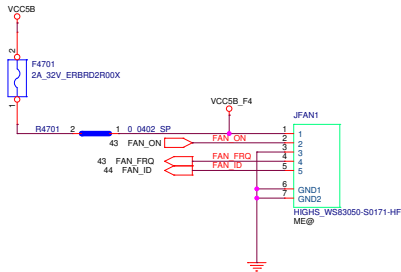 VCC5B
2
F4701
2A_32V_ERBRD2R00X
1
VCC5B_F4
JFAN1
R4701 2 1 0_0402_SP 1 1
43 FAN_ON FAN_ON 2 2
3 3
43 FAN_FRQ FAN_FRQ 4 4
44 FAN_ID FAN_ID 5 5
6 GND1
7 GND2
HIGHS_WS83050-S0171-HF
ME@